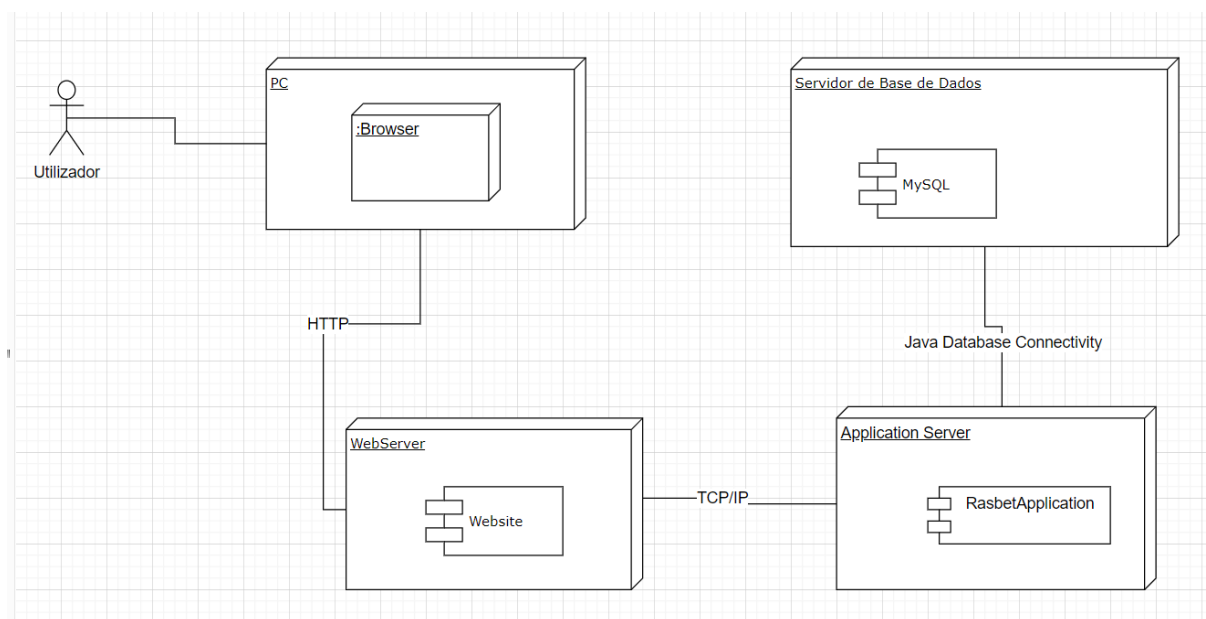 PC
Servidor de Base de Dados
:Browser
Utilizador
MySQL
HTTP
Java Database Connectivity
WebServer
Application Server
Website
TCP/IP
RasbetApplication